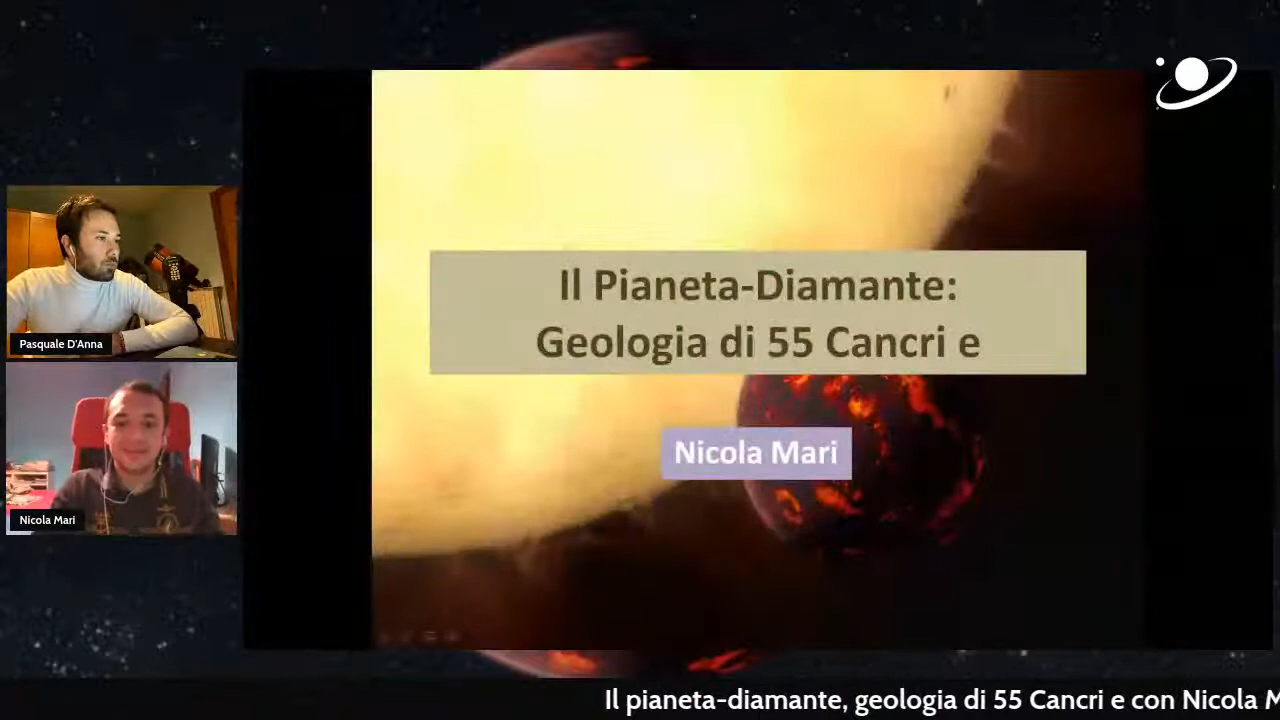 Il Pianeta-Diamante:
Geologia di 55 Cancri e
Nicola Mari
Pasquale D'Anna
Nicola Mari
Il pianeta-diamante, geologia di 55 Cancri e con Nicola M